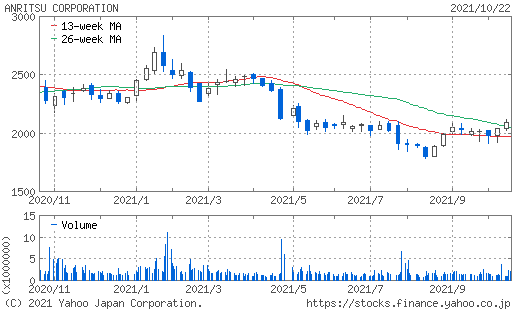 ANRITSU CORPORATION 2021/10/22
3000
13-week MA
26-week MA
2500
2000
1500
2020/11 2021/1 2021/3 2021/5 2021/7 2021/9
15
Volume
10
5
0
(x1000000)
2020/11 2021/1 2021/3 2021/5 2021/7 2021/9
(C) 2021 Yahoo Japan Corporation. https://stocks.finance.yahoo.co.jp/